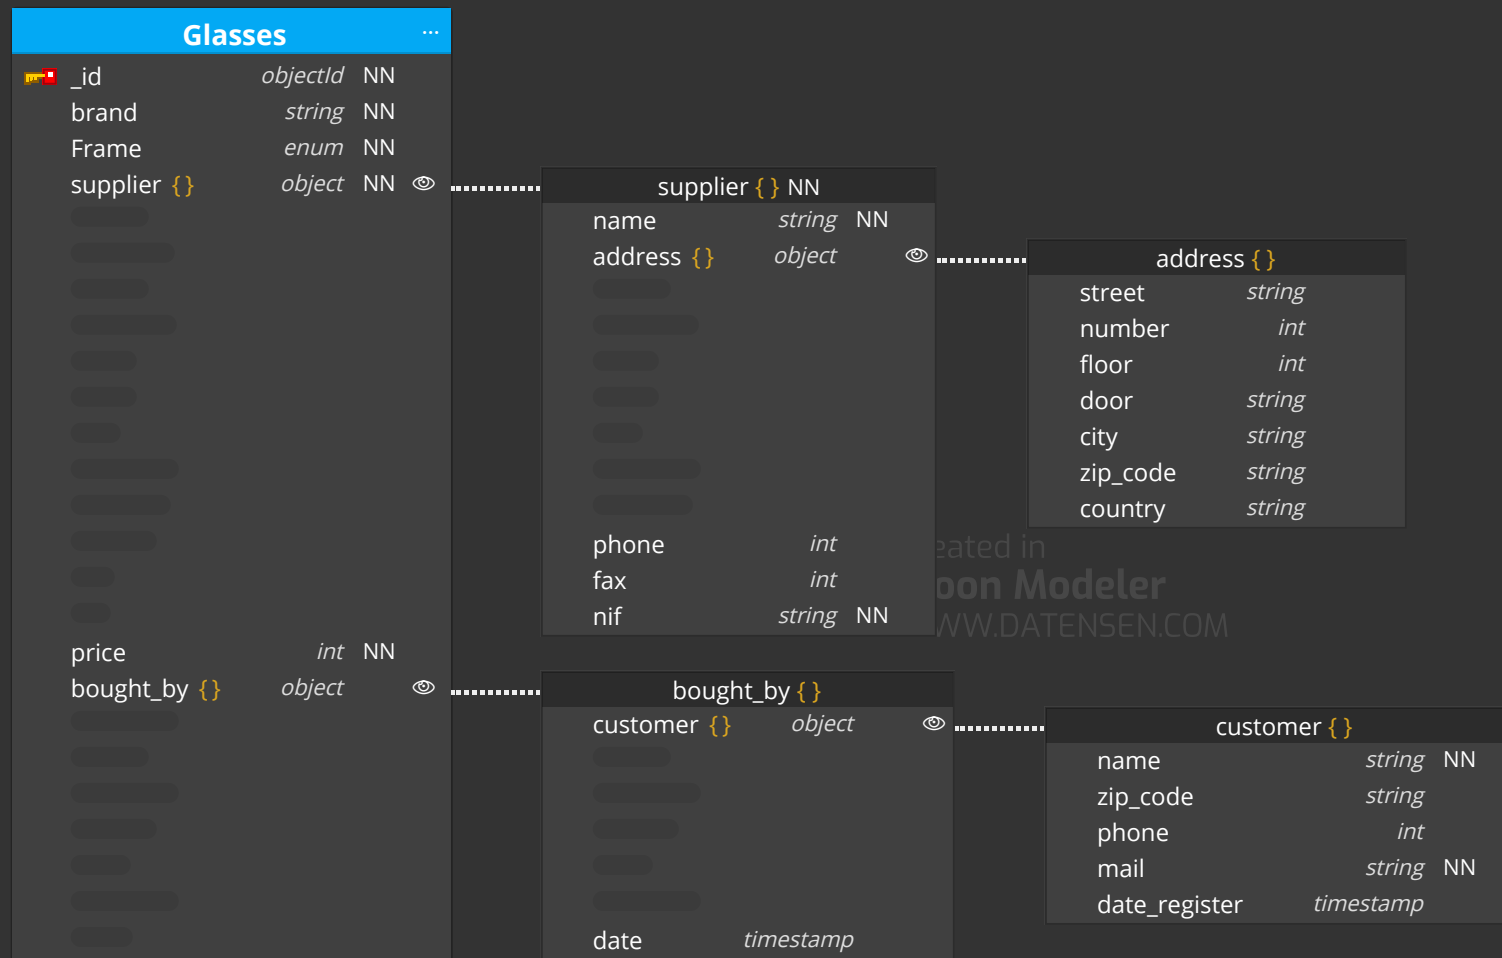 Glasses ...
_id objectId NN
brand string NN
Frame enum NN
supplier {} object NN
price int NN
bought_by {} object
supplier {} NN
name string NN
address {} object
phone int
fax int
nif string NN
address {}
street string
number int
floor int
door string
city string
zip_code string
country string
in
Modeler
WWW.DATENSEN.COM
bought_by {}
customer {} object
date timestamp
customer {}
name string NN
zip_code string
phone int
mail string NN
date_register timestamp